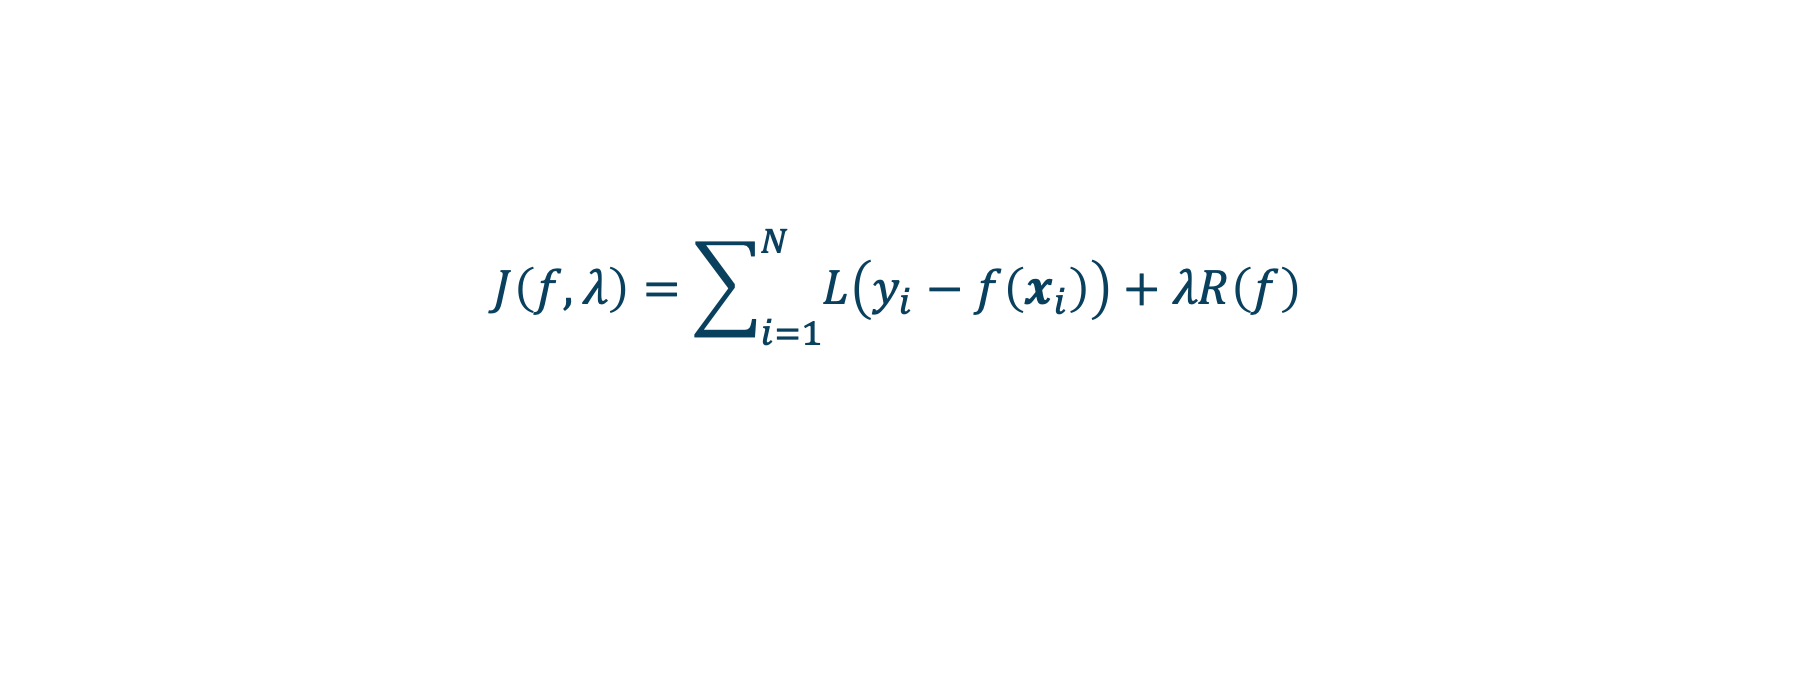 J(f, λ) = ∑_{i=1}^{N} L(y_i − f(𝒙_i)) + λR(f)